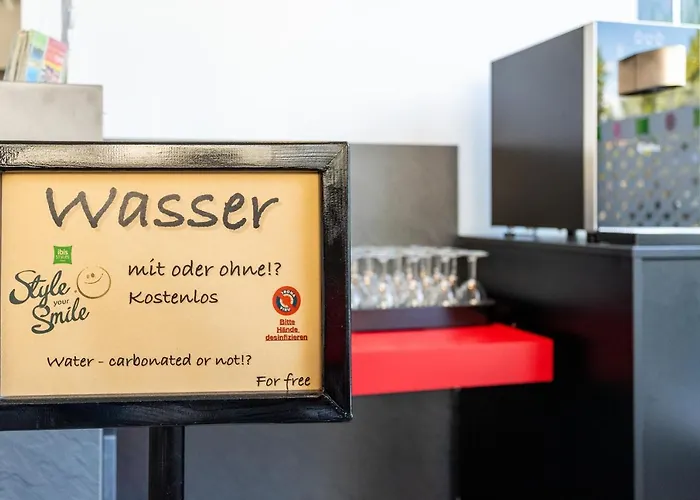 Wasser
ibis
styles
mit oder ohne!?
Kostenlos
Style
your
Smile
Bitte
Hände
desinfizieren
Water - carbonated or not!?
For free